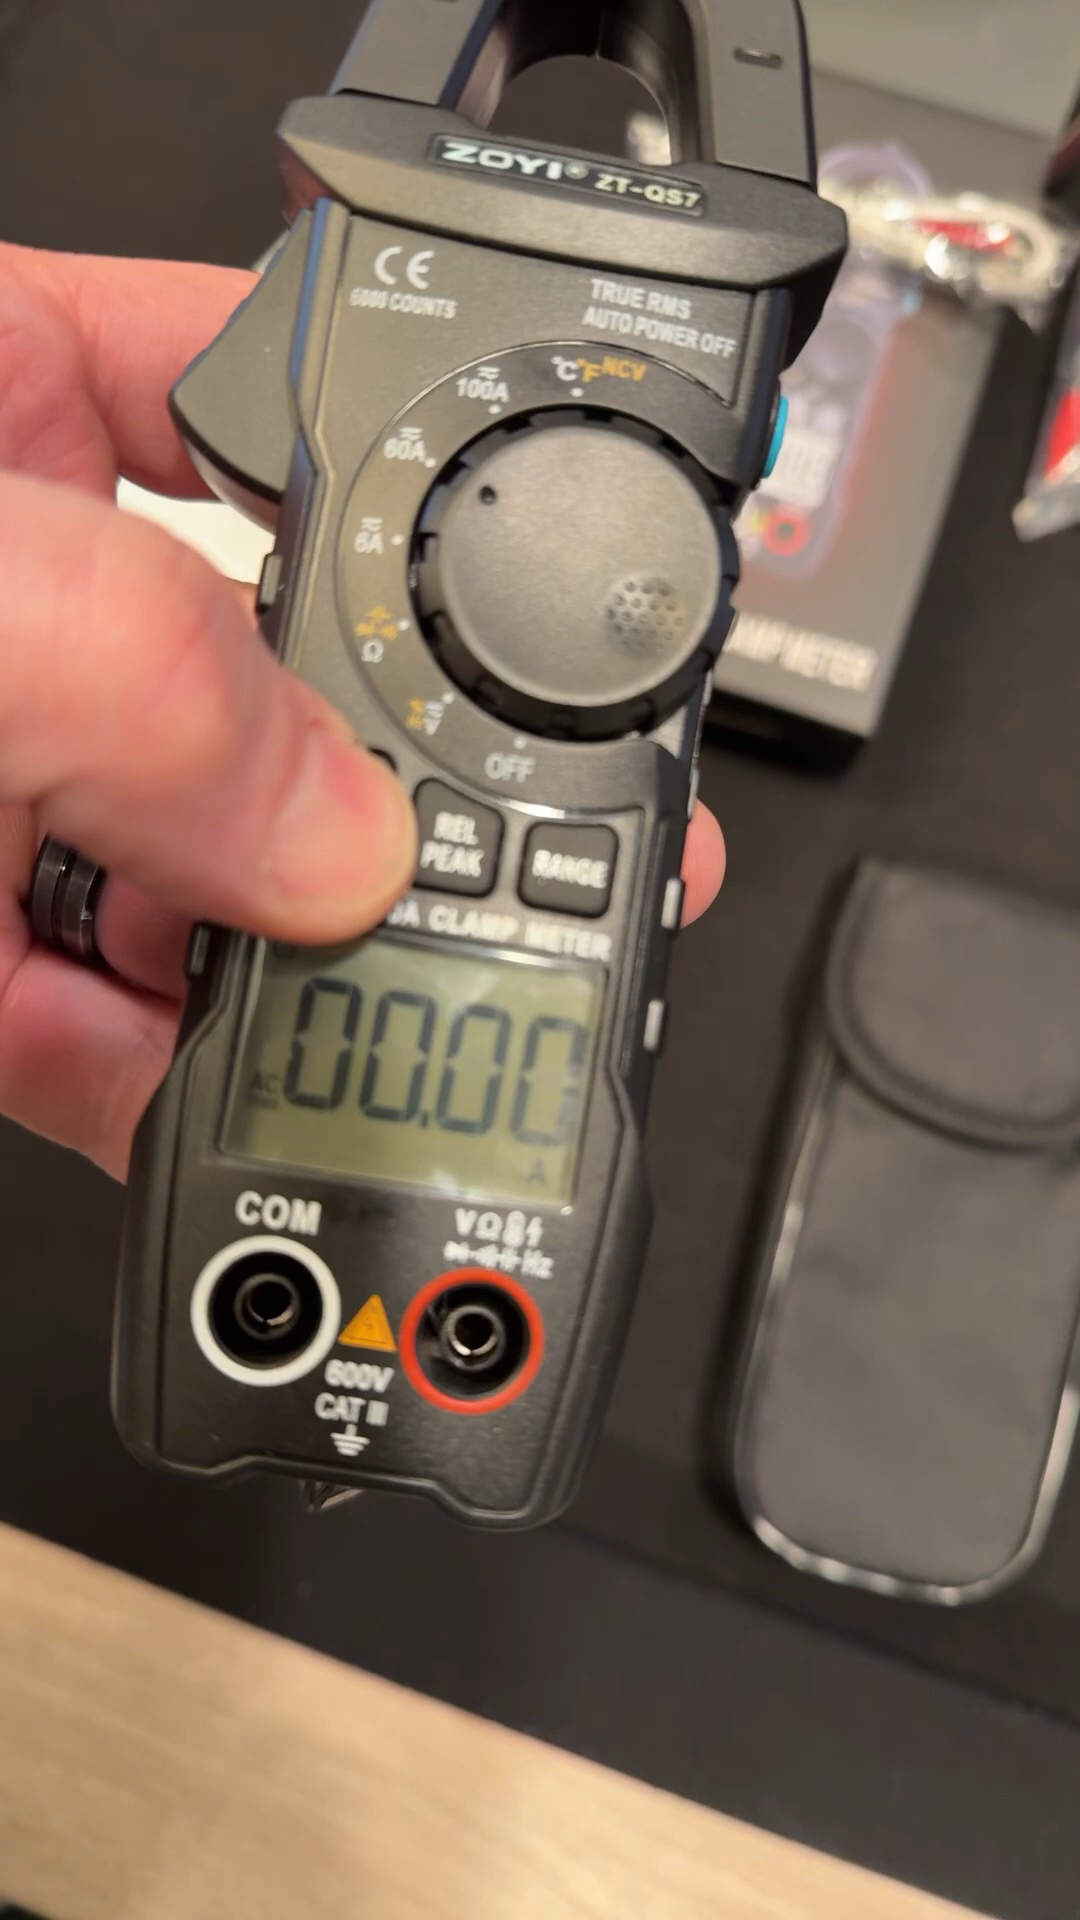 ZOYI® ZT-QS7
CE
6000 COUNTS
TRUE RMS
AUTO POWER OFF
°C°F NCV
100A
60A
6A
Ω
V
OFF
REL
PEAK
RANGE
CLAMP METER
00.00
AC
A
COM
VΩ
Hz
600V
CAT III
METER